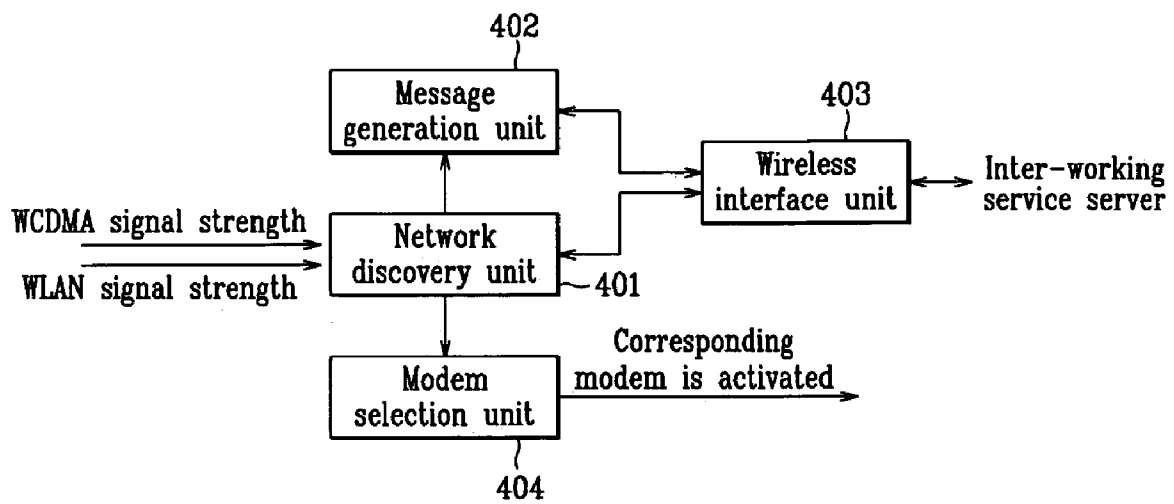 402
Message
generation unit
403
Wireless
interface unit
Inter-working
service server
WCDMA signal strength
WLAN signal strength
Network
discovery unit
401
Modem
selection unit
Corresponding
modem is activated
404